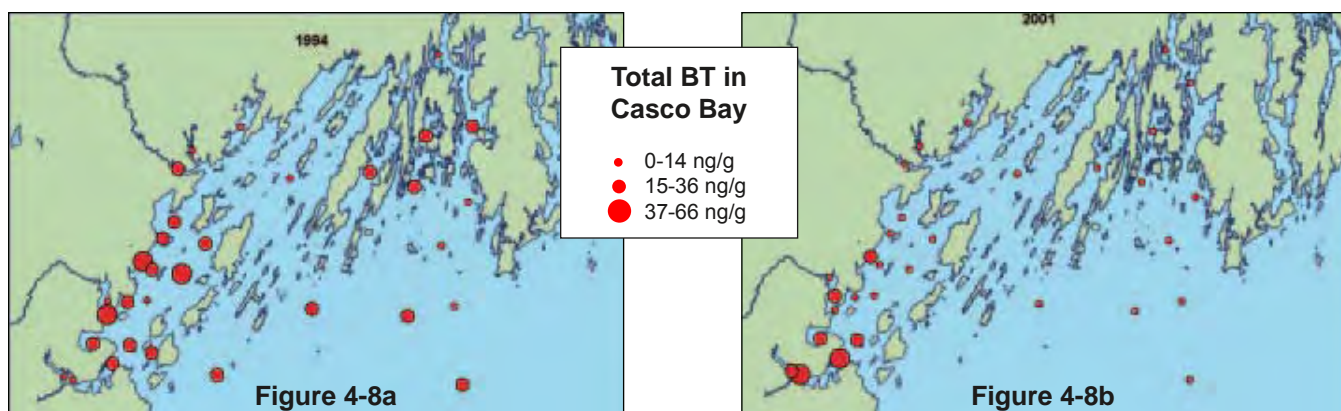 1994
Figure 4-8a
Total BT in
Casco Bay
0-14 ng/g
15-36 ng/g
37-66 ng/g
2001
Figure 4-8b